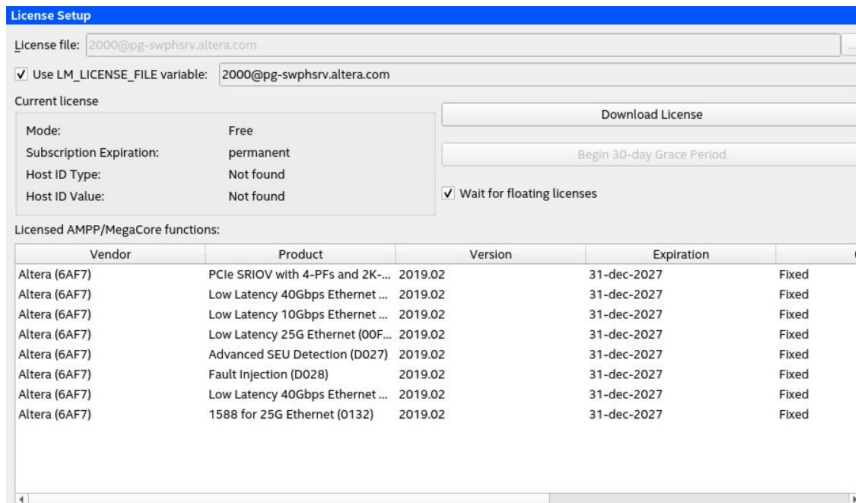 License Setup
License file: 2000@pg-swphsrv.altera.com ...
Use LM_LICENSE_FILE variable: 2000@pg-swphsrv.altera.com
Current license
Download License
Mode: Free
Subscription Expiration: permanent
Begin 30-day Grace Period
Host ID Type: Not found
Host ID Value: Not found
Wait for floating licenses
Licensed AMPP/MegaCore functions:
Vendor Product Version Expiration
Altera (6AF7) PCIe SRIOV with 4-PFs and 2K-... 2019.02 31-dec-2027 Fixed
Altera (6AF7) Low Latency 40Gbps Ethernet ... 2019.02 31-dec-2027 Fixed
Altera (6AF7) Low Latency 10Gbps Ethernet ... 2019.02 31-dec-2027 Fixed
Altera (6AF7) Low Latency 25G Ethernet (00F... 2019.02 31-dec-2027 Fixed
Altera (6AF7) Advanced SEU Detection (D027) 2019.02 31-dec-2027 Fixed
Altera (6AF7) Fault Injection (D028) 2019.02 31-dec-2027 Fixed
Altera (6AF7) Low Latency 40Gbps Ethernet ... 2019.02 31-dec-2027 Fixed
Altera (6AF7) 1588 for 25G Ethernet (0132) 2019.02 31-dec-2027 Fixed